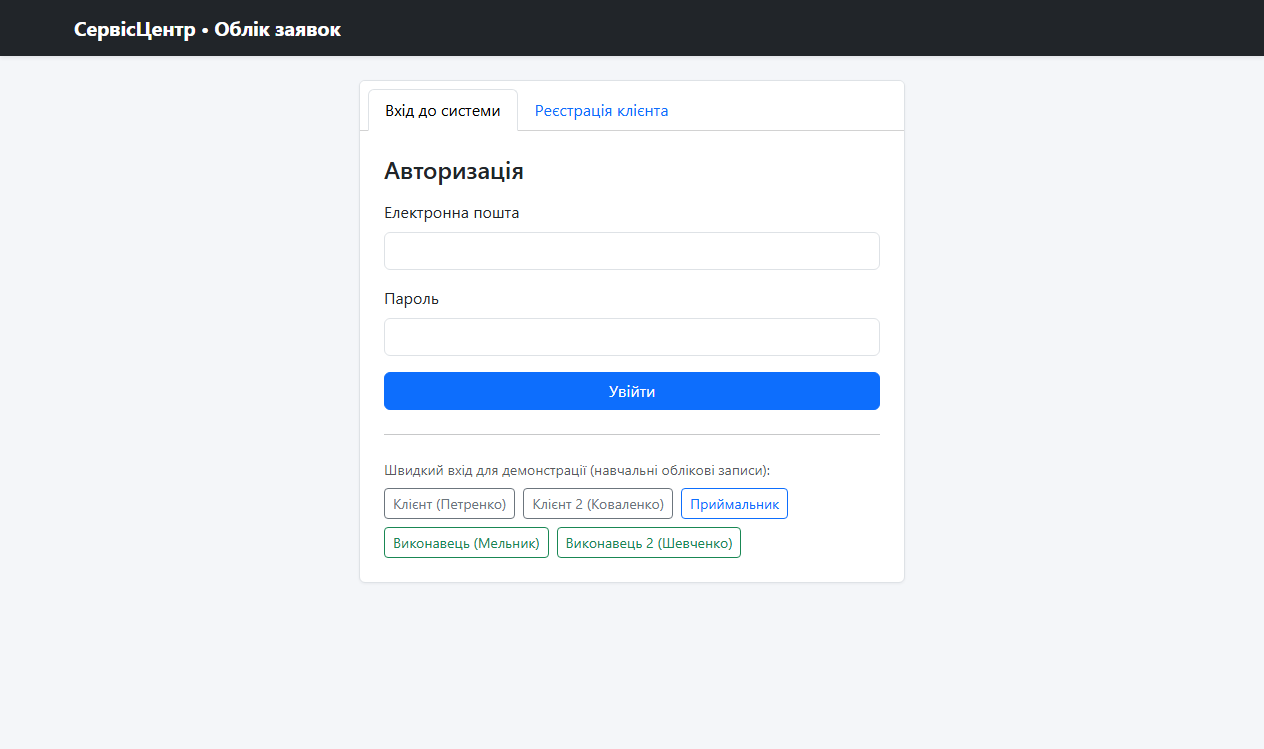 СервісЦентр • Облік заявок
Вхід до системи
Реєстрація клієнта
Авторизація
Електронна пошта
Пароль
Увійти
Швидкий вхід для демонстрації (навчальні облікові записи):
Клієнт (Петренко)
Клієнт 2 (Коваленко)
Приймальник
Виконавець (Мельник)
Виконавець 2 (Шевченко)